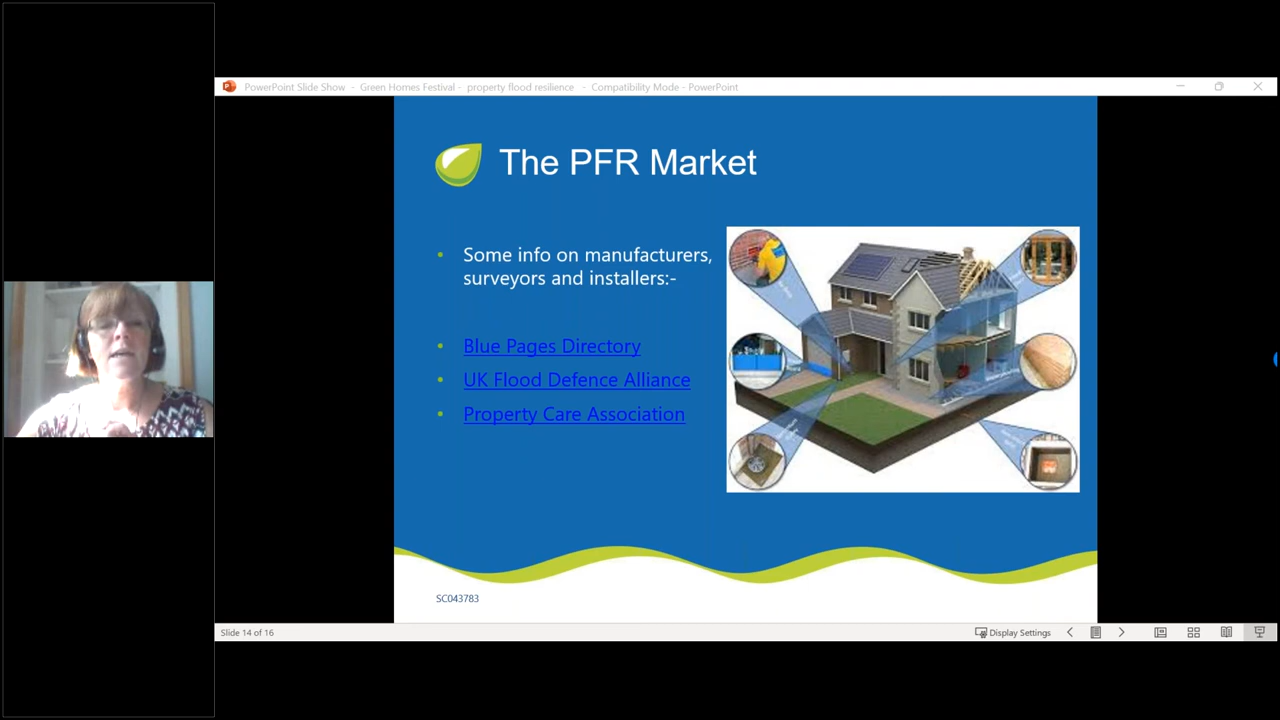 PowerPoint Slide Show - Green Homes Festival - property flood resilience - Compatibility Mode - PowerPoint
The PFR Market
• Some info on manufacturers,
surveyors and installers:-
• Blue Pages Directory
• UK Flood Defence Alliance
• Property Care Association
SC043783
Slide 14 of 16
Display Settings